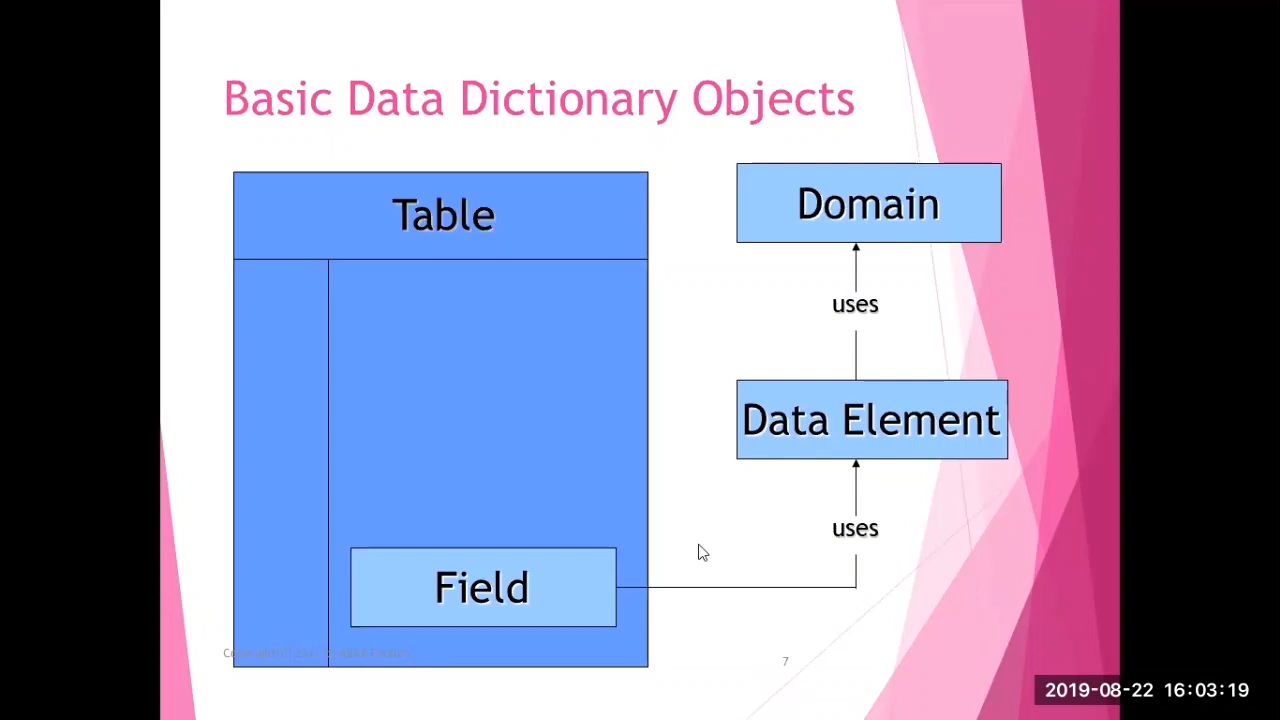 Basic Data Dictionary Objects
Table
Domain
uses
Data Element
uses
Field
7
2019-08-22 16:03:19